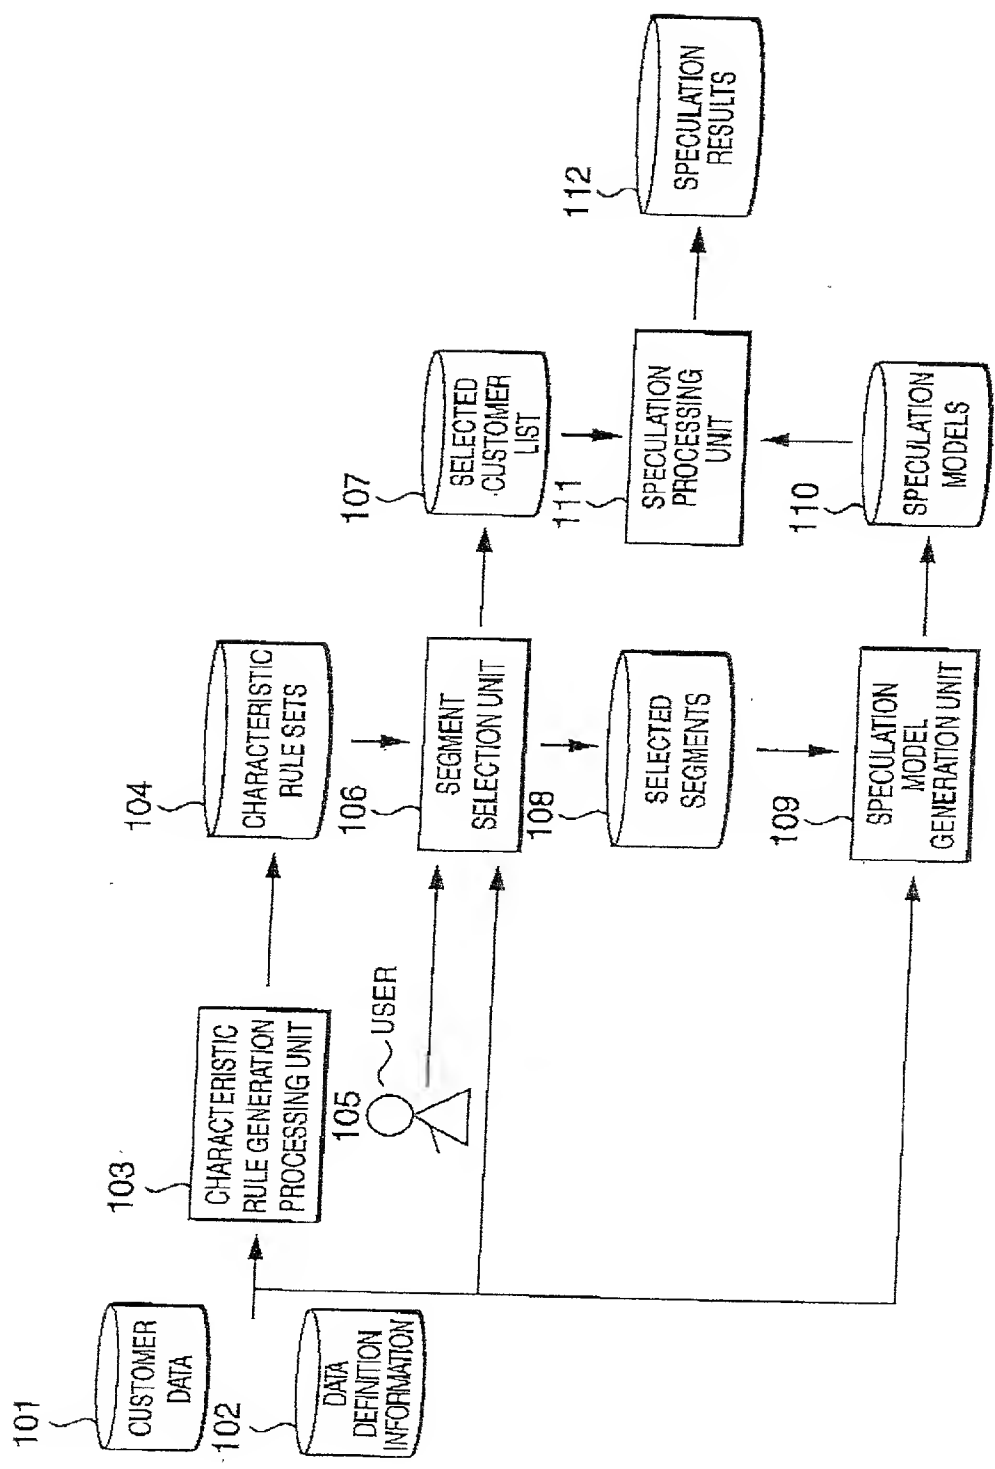 101
CUSTOMER
DATA
102
DATA
DEFINITION
INFORMATION
103
CHARACTERISTIC
RULE GENERATION
PROCESSING UNIT
104
CHARACTERISTIC
RULE SETS
105
USER
106
SEGMENT
SELECTION UNIT
107
SELECTED
CUSTOMER
LIST
108
SELECTED
SEGMENTS
109
SPECULATION
MODEL
GENERATION UNIT
110
SPECULATION
MODELS
111
SPECULATION
PROCESSING
UNIT
112
SPECULATION
RESULTS